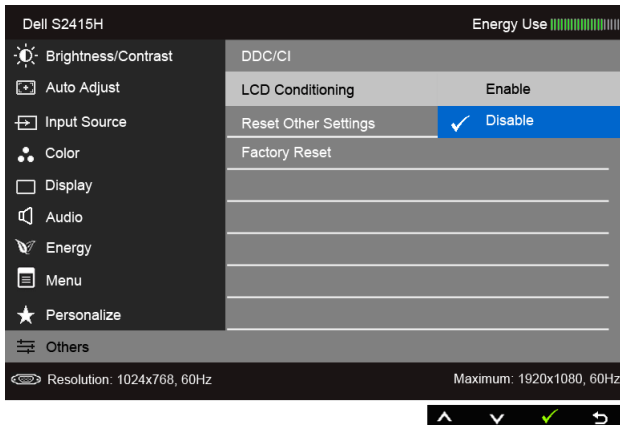 Dell S2415H Energy Use
Brightness/Contrast DDC/CI
Auto Adjust LCD Conditioning Enable
Input Source Reset Other Settings Disable
Color Factory Reset
Display
Audio
Energy
Menu
Personalize
Others
Resolution: 1024x768, 60Hz Maximum: 1920x1080, 60Hz